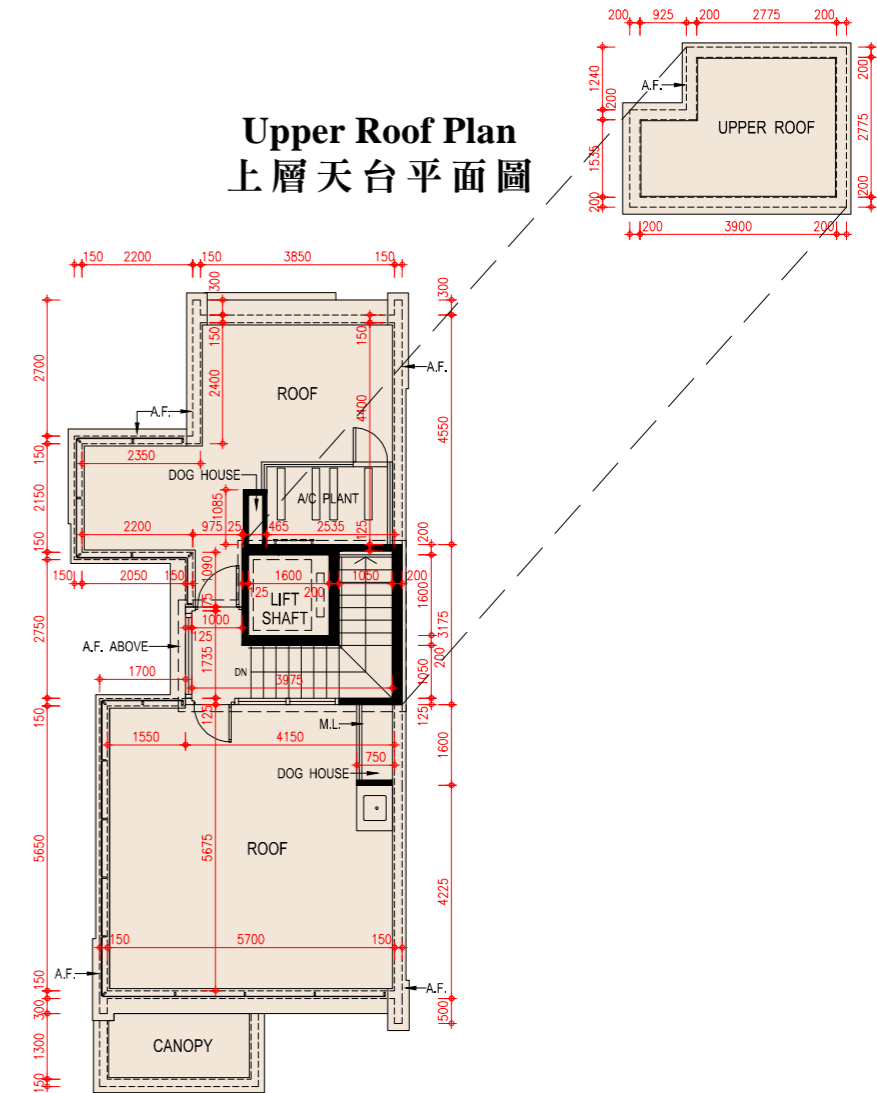 200 925 200 2775 200
1240
A.F.
200
200
UPPER ROOF
2775
1535
200
200
200 3900 200
Upper Roof Plan
上層天台平面圖
150 2200 150 3850 150
300
300
150
150
2700
2400
ROOF
4400
A.F.
4550
A.F.
150
2350
DOG HOUSE
A/C PLANT
1085
2150
2200 975 25 465 2535
125
200
150
1090
150 2050 150
1600
1050
200
125
200
1600
LIFT
SHAFT
75
1000
125
3175
2750
A.F. ABOVE
1735
200
DN
1050
1700
3975
125
125
150
M.L.
1550 4150
1600
750
DOG HOUSE
5650
5675
ROOF
4225
150 5700 150
A.F.
150
A.F.
300
500
1300
CANOPY
150